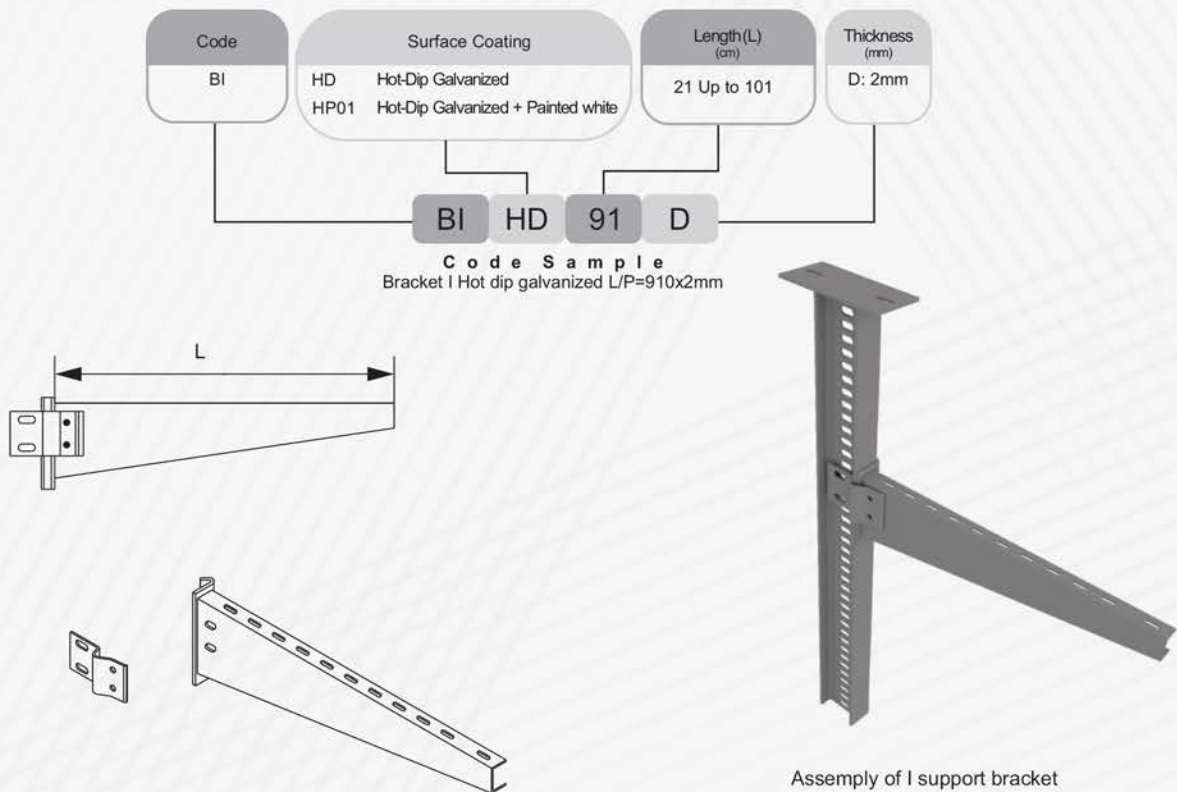 Code
BI
Surface Coating
HD Hot-Dip Galvanized
HP01 Hot-Dip Galvanized + Painted white
Length(L)
(cm)
21 Up to 101
Thickness
(mm)
D: 2mm
BI HD 91 D
Code Sample
Bracket I Hot dip galvanized L/P=910x2mm
L
Assemply of I support bracket